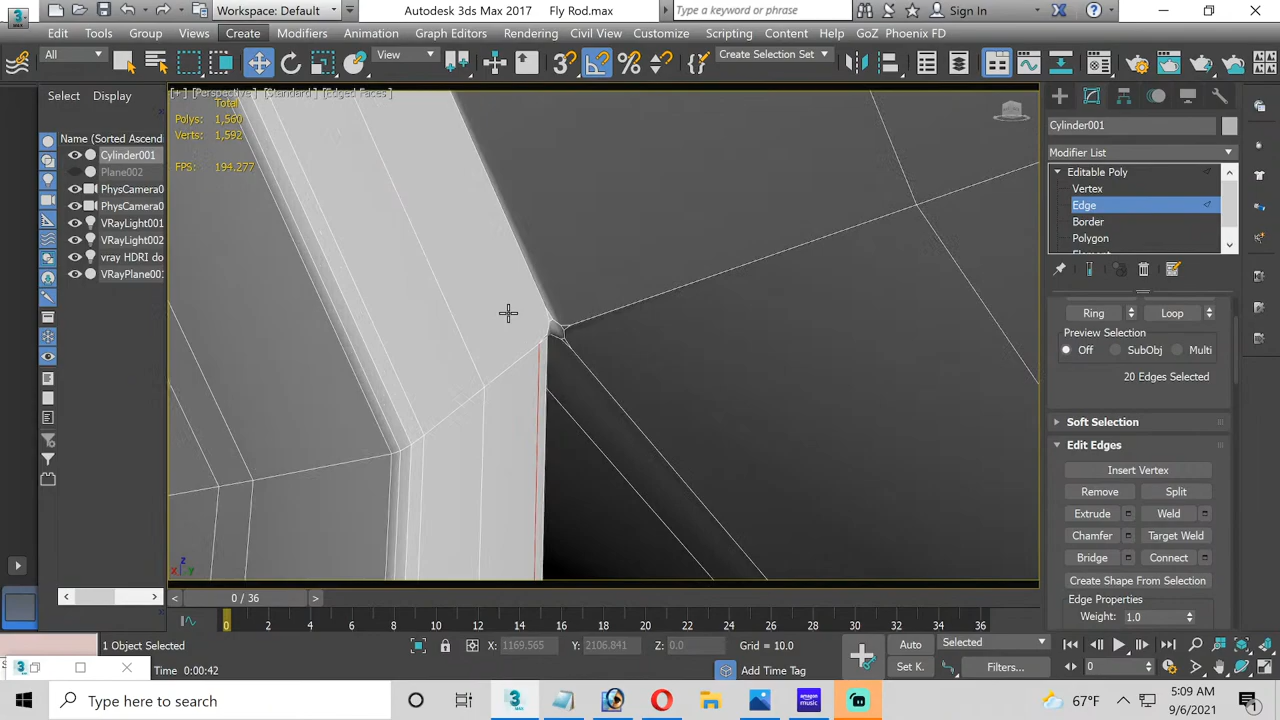 Workspace: Default
Autodesk 3ds Max 2017
Fly Rod.max
Type a keyword or phrase
Sign In
Edit
Tools
Group
Views
Create
Modifiers
Animation
Graph Editors
Rendering
Civil View
Customize
Scripting
Content
Help
GoZ
Phoenix FD
All
View
Create Selection Set
Select
Display
[+] [Perspective] [Standard] [Edged Faces]
Total
Polys: 1,560
Verts: 1,592
FPS: 194.277
Name (Sorted Ascend
Cylinder001
Plane002
PhysCamera0
PhysCamera0
VRayLight001
VRayLight002
vray HDRI do
VRayPlane001
Cylinder001
Modifier List
Editable Poly
Vertex
Edge
Border
Polygon
Ring
Loop
Preview Selection
Off
SubObj
Multi
20 Edges Selected
Soft Selection
Edit Edges
Insert Vertex
Remove
Split
Extrude
Weld
Chamfer
Target Weld
Bridge
Connect
Create Shape From Selection
Edge Properties
Weight: 1.0
0 / 36
0 2 4 6 8 10 12 14 16 18 20 22 24 26 28 30 32 34 36
1 Object Selected
X: 1169.565
Y: 2106.841
Z: 0.0
Grid = 10.0
Auto
Selected
Time: 0:00:42
Add Time Tag
Set K.
Filters...
0
Type here to search
67°F
5:09 AM
9/6/2021